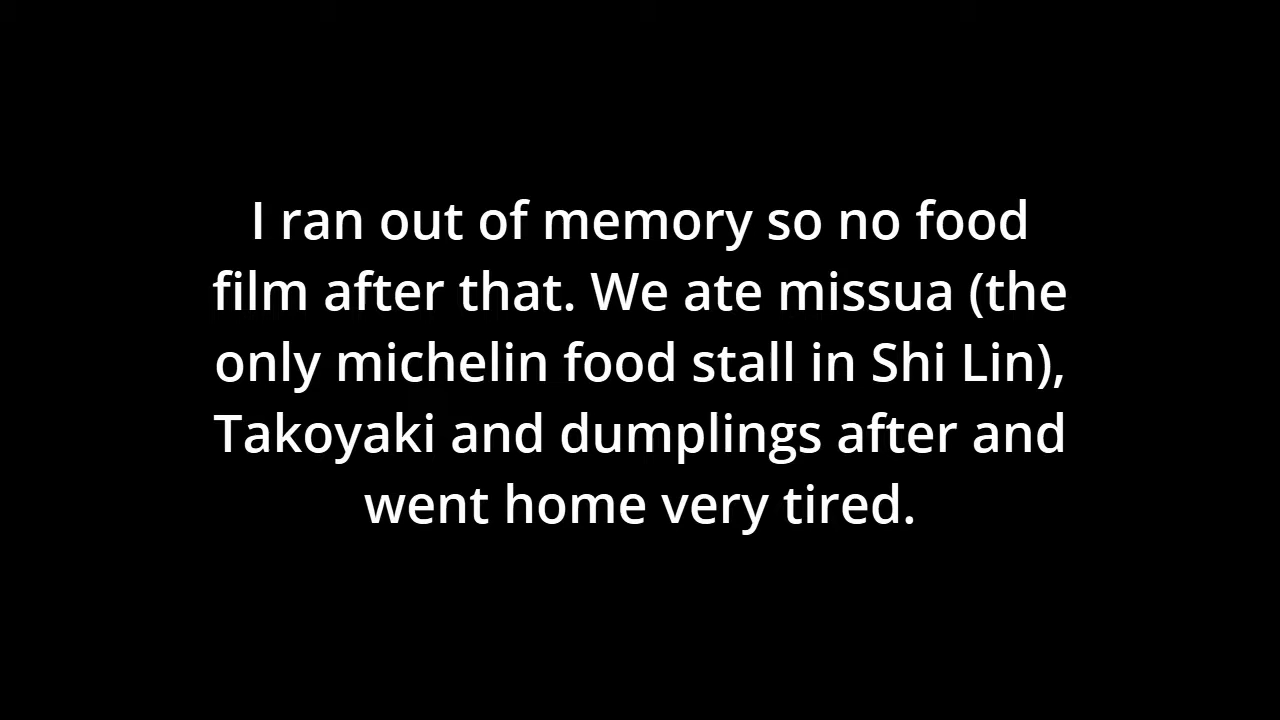 I ran out of memory so no food
film after that. We ate missua (the
only michelin food stall in Shi Lin),
Takoyaki and dumplings after and
went home very tired.